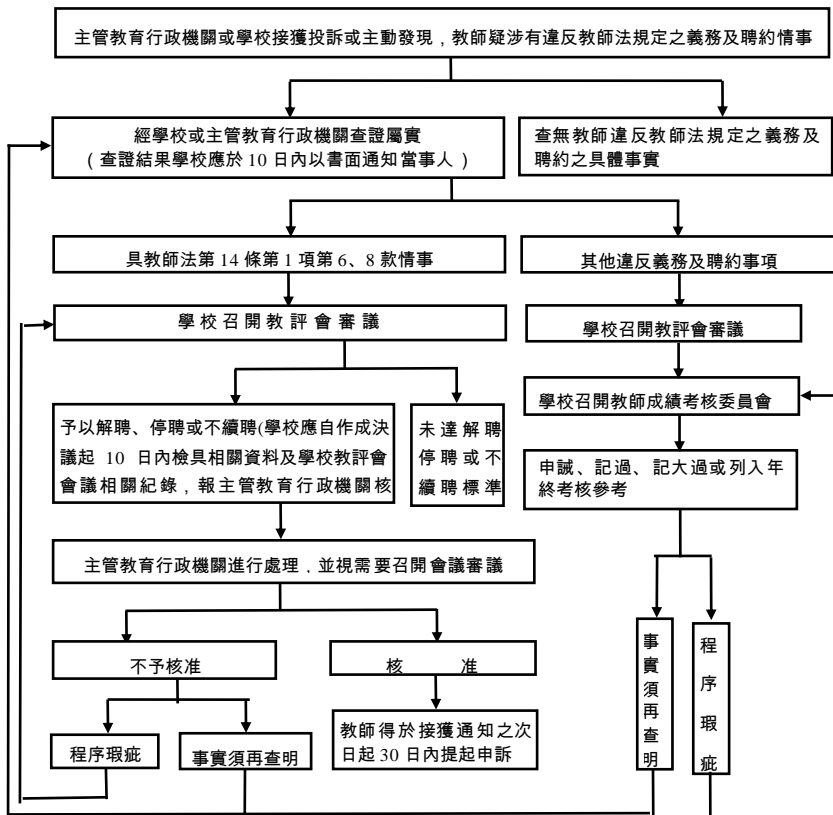 主管教育行政機關或學校接獲投訴或主動發現，教師疑涉有違反教師法規定之義務及聘約情事
經學校或主管教育行政機關查證屬實
（查證結果學校應於10日內以書面通知當事人）
查無教師違反教師法規定之義務及
聘約之具體事實
具教師法第14條第1項第6、8款情事
其他違反義務及聘約事項
學校召開教評會審議
學校召開教評會審議
學校召開教師成績考核委員會
予以解聘、停聘或不續聘(學校應自作成決
議起 10 日內檢具相關資料及學校教評會
會議相關紀錄，報主管教育行政機關核
未達解聘
停聘或不
續聘標準
申誡、記過、記大過或列入年
終考核參考
主管教育行政機關進行處理，並視需要召開會議審議
不予核准
核 准
事實須再查明
程序瑕疵
程序瑕疵
事實須再查明
教師得於接獲通知之次
日起30日內提起申訴